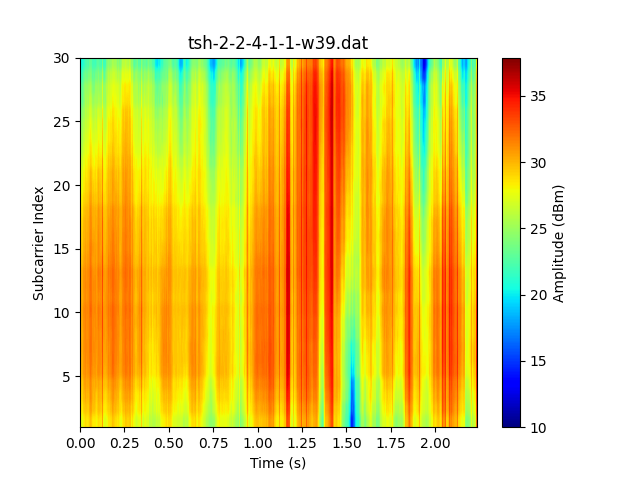 tsh-2-2-4-1-1-w39.dat
30
25
20
15
10
5
Subcarrier Index
0.00 0.25 0.50 0.75 1.00 1.25 1.50 1.75 2.00
Time (s)
35
30
25
20
15
10
Amplitude (dBm)